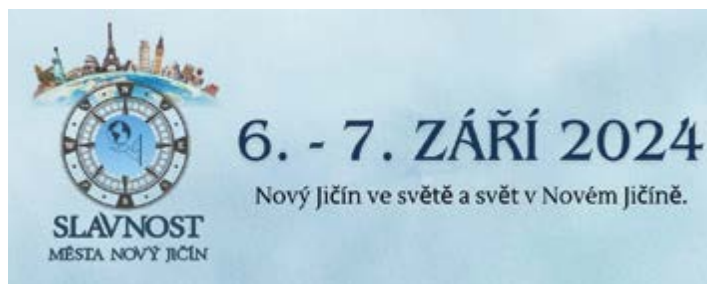 SLAVNOST
MĚSTA NOVÝ JIČÍN
6. - 7. ZÁŘÍ 2024
Nový Jičín ve světě a svět v Novém Jičíně.